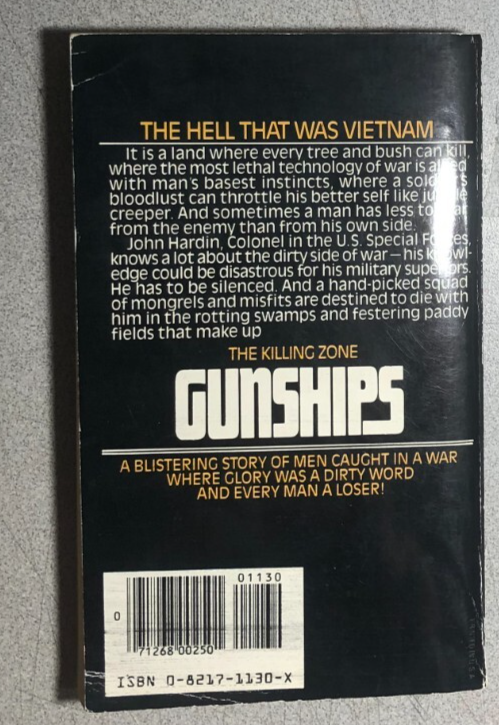 THE HELL THAT WAS VIETNAM
It is a land where every tree and bush can kill,
where the most lethal technology of war is allied
with man's basest instincts, where a soldier's
bloodlust can throttle his better self like jungle
creeper. And sometimes a man has less to fear
from the enemy than from his own side.
John Hardin, Colonel in the U.S. Special Forces,
knows a lot about the dirty side of war—his knowl-
edge could be disastrous for his military superiors.
He has to be silenced. And a hand-picked squad
of mongrels and misfits are destined to die with
him in the rotting swamps and festering paddy
fields that make up
THE KILLING ZONE
GUNSHIPS
A BLISTERING STORY OF MEN CAUGHT IN A WAR
WHERE GLORY WAS A DIRTY WORD
AND EVERY MAN A LOSER!
01130
0
71268 00250
ISBN 0-8217-1130-X